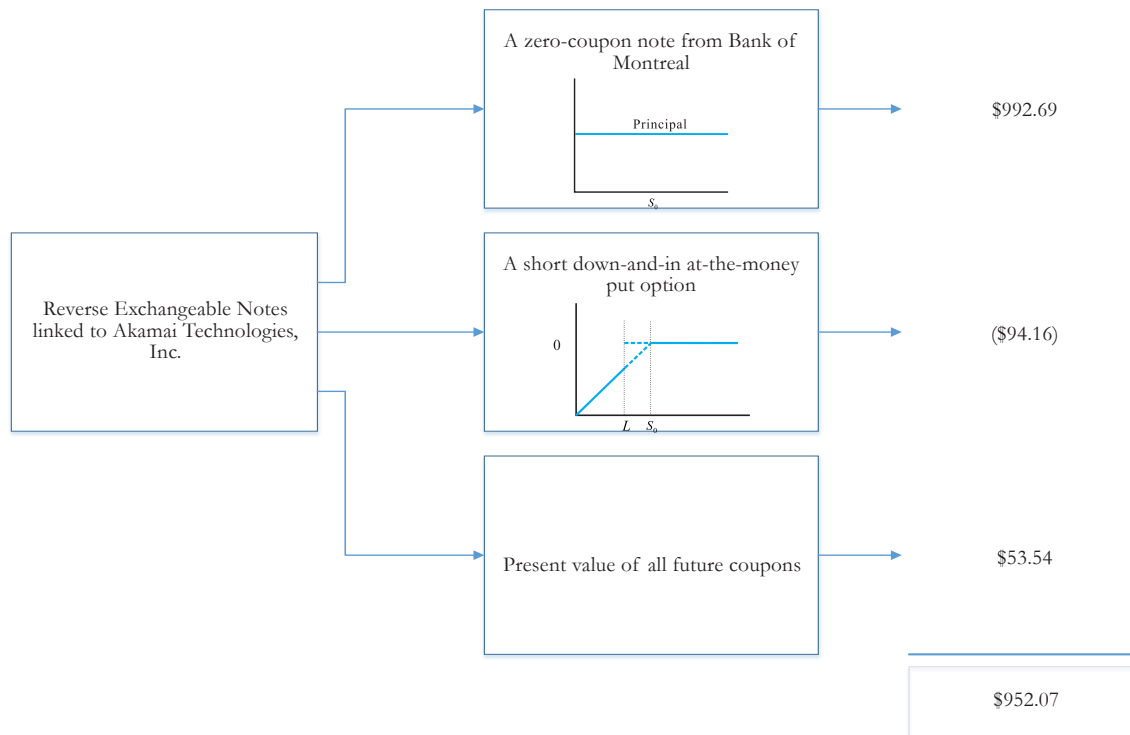 A zero-coupon note from Bank of
Montreal
Principal
S₀
$992.69
Reverse Exchangeable Notes
linked to Akamai Technologies,
Inc.
A short down-and-in at-the-money
put option
0
L S₀
($94.16)
Present value of all future coupons
$53.54
$952.07